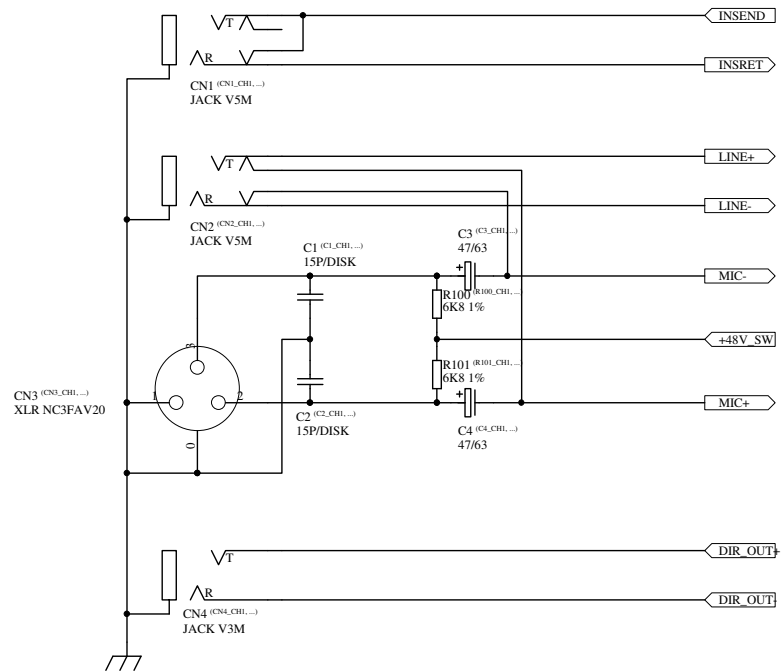 T
INSEND
R
INSRET
CN1 (CN1_CH1, ...)
JACK V5M
T
LINE+
R
LINE-
CN2 (CN2_CH1, ...)
JACK V5M
C3 (C3_CH1, ...)
47/63
C1 (C1_CH1, ...)
15P/DISK
+
MIC-
R100 (R100_CH1, ...)
6K8 1%
+48V_SW
3
R101 (R101_CH1, ...)
6K8 1%
CN3 (CN3_CH1, ...)
XLR NC3FAV20
1
2
+
MIC+
C2 (C2_CH1, ...)
15P/DISK
C4 (C4_CH1, ...)
47/63
0
T
DIR_OUT+
R
DIR_OUT-
CN4 (CN4_CH1, ...)
JACK V3M